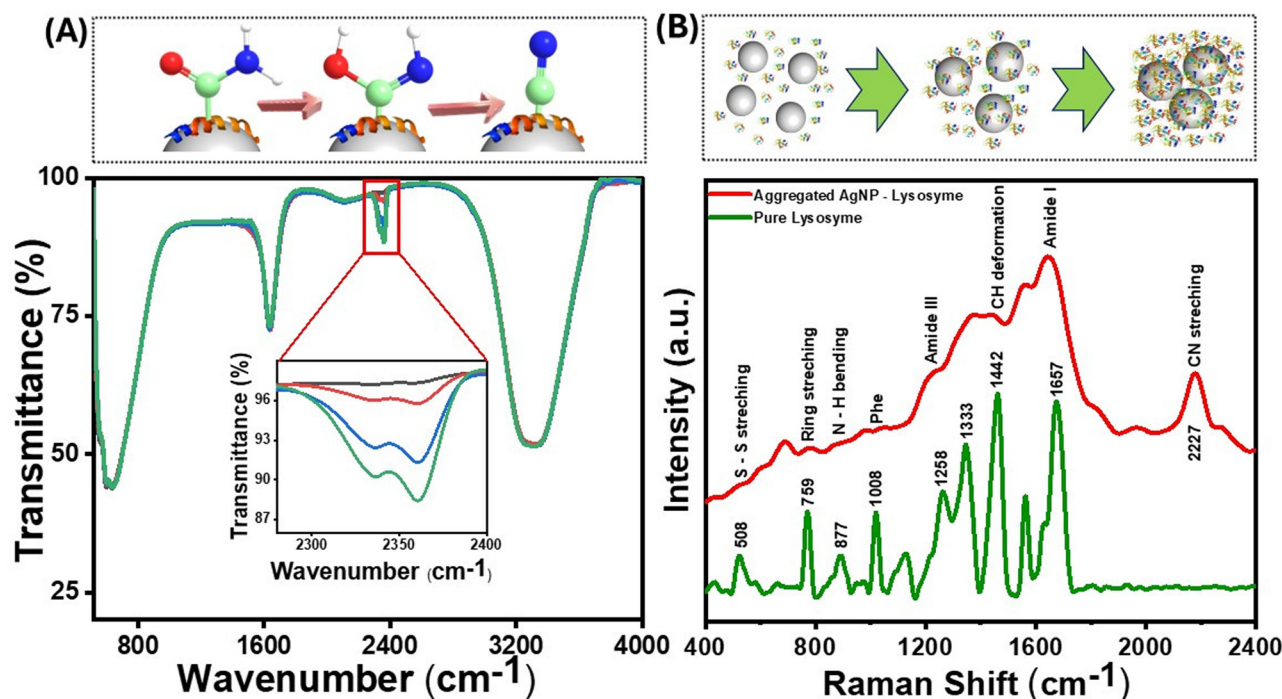 (A)
100
75
50
25
Transmittance (%)
800
1600
2400
3200
4000
Wavenumber (cm-1)
96
93
90
87
Transmittance (%)
2300
2350
2400
Wavenumber (cm-1)
(B)
Aggregated AgNP - Lysosyme
Pure Lysosyme
S - S streching
Ring streching
N - H bending
Phe
Amide III
CH deformation
Amide I
CN streching
508
759
877
1008
1258
1333
1442
1657
2227
Intensity (a.u.)
400
800
1200
1600
2000
2400
Raman Shift (cm-1)